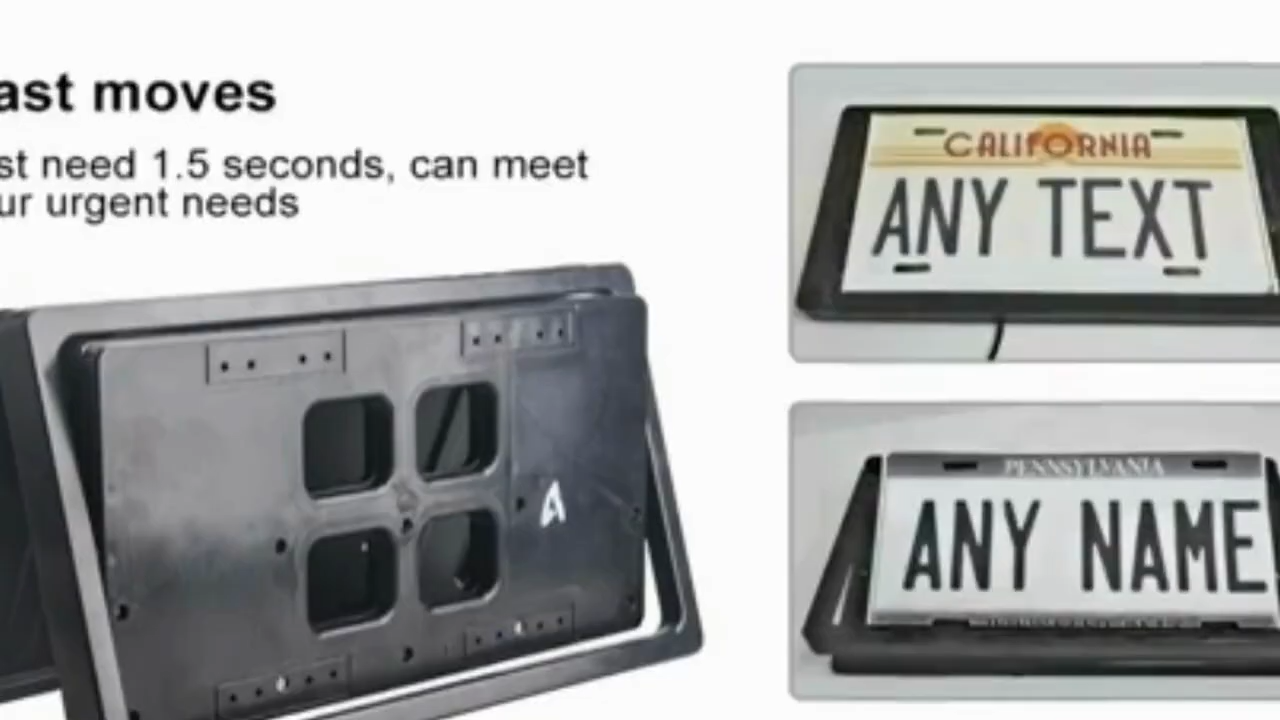 ast moves
st need 1.5 seconds, can meet
ur urgent needs
CALIFORNIA
ANY TEXT
PENNSYLVANIA
ANY NAME
A